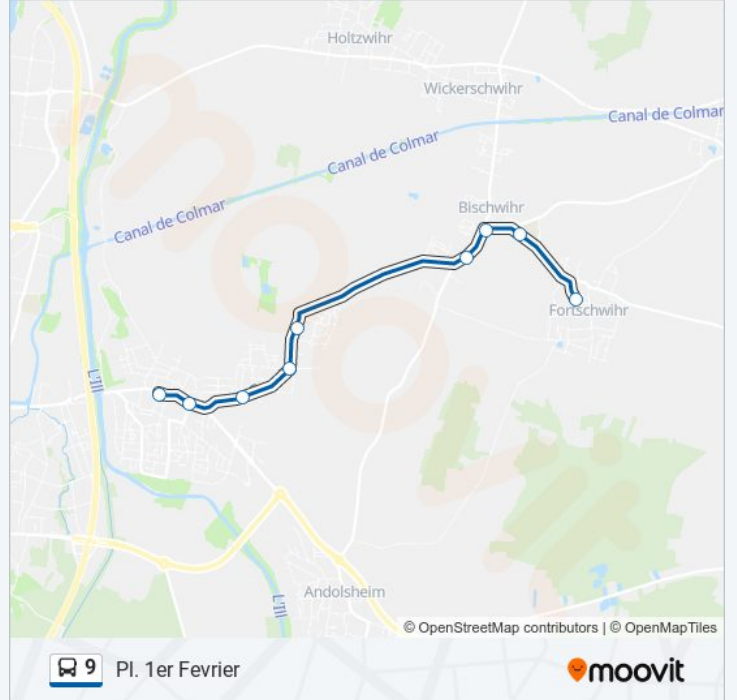 Holtzwihr
Wickerschwihr
Canal de Colmar
Canal de Colmar
Canal de Colmar
Bischwihr
Fortschwihr
L'Ill
Andolsheim
L'Ill
© OpenStreetMap contributors | © OpenMapTiles
9 Pl. 1er Fevrier
moovit